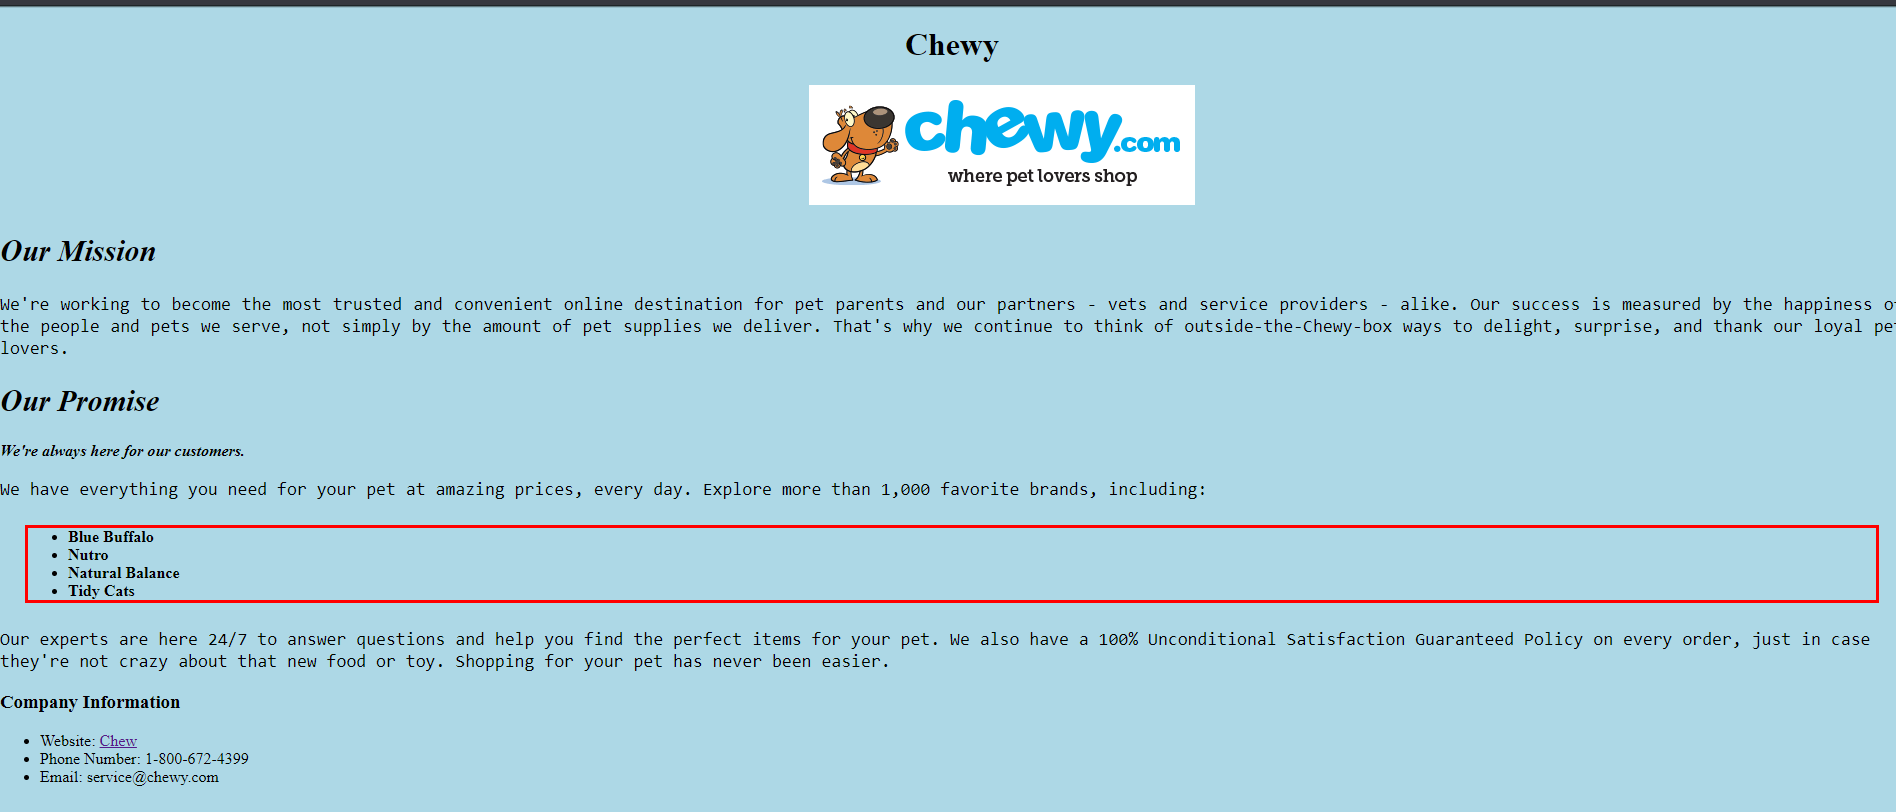 Chewy
chewy.com
where pet lovers shop
Our Mission
We're working to become the most trusted and convenient online destination for pet parents and our partners - vets and service providers - alike. Our success is measured by the happiness of
the people and pets we serve, not simply by the amount of pet supplies we deliver. That's why we continue to think of outside-the-Chewy-box ways to delight, surprise, and thank our loyal pet
lovers.
Our Promise
We're always here for our customers.
We have everything you need for your pet at amazing prices, every day. Explore more than 1,000 favorite brands, including:
• Blue Buffalo
• Nutro
• Natural Balance
• Tidy Cats
Our experts are here 24/7 to answer questions and help you find the perfect items for your pet. We also have a 100% Unconditional Satisfaction Guaranteed Policy on every order, just in case
they're not crazy about that new food or toy. Shopping for your pet has never been easier.
Company Information
• Website: Chew
• Phone Number: 1-800-672-4399
• Email: service@chewy.com